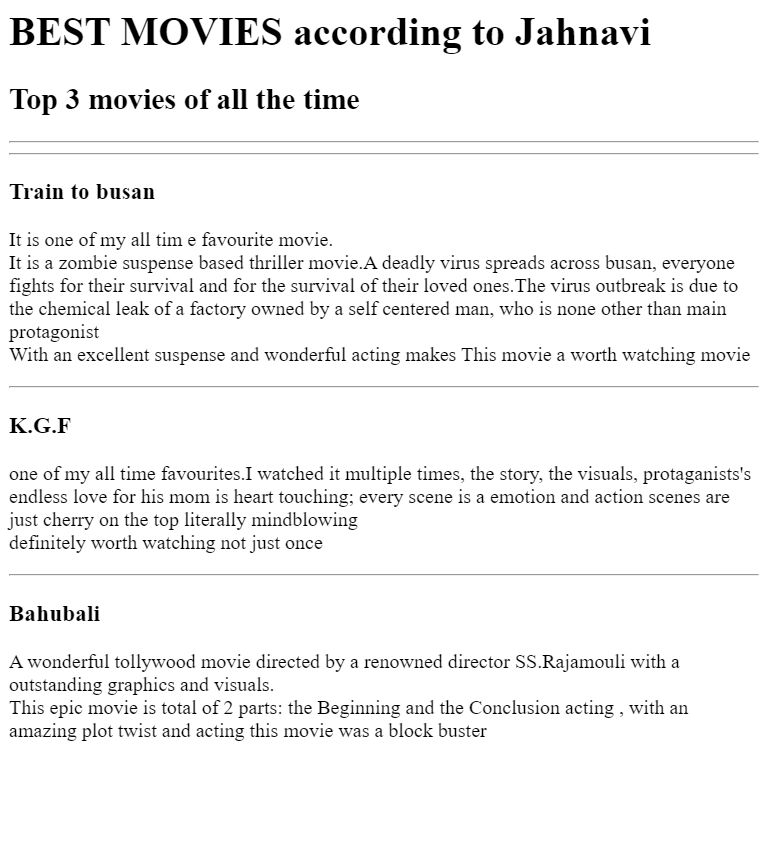 BEST MOVIES according to Jahnavi
Top 3 movies of all the time
Train to busan
It is one of my all tim e favourite movie.
It is a zombie suspense based thriller movie.A deadly virus spreads across busan, everyone
fights for their survival and for the survival of their loved ones.The virus outbreak is due to
the chemical leak of a factory owned by a self centered man, who is none other than main
protagonist
With an excellent suspense and wonderful acting makes This movie a worth watching movie
K.G.F
one of my all time favourites.I watched it multiple times, the story, the visuals, protaganists's
endless love for his mom is heart touching; every scene is a emotion and action scenes are
just cherry on the top literally mindblowing
definitely worth watching not just once
Bahubali
A wonderful tollywood movie directed by a renowned director SS.Rajamouli with a
outstanding graphics and visuals.
This epic movie is total of 2 parts: the Beginning and the Conclusion acting , with an
amazing plot twist and acting this movie was a block buster